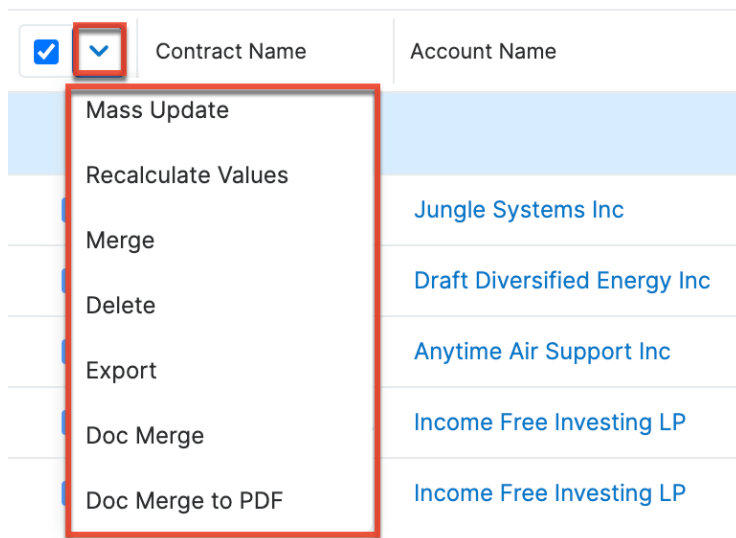 Contract Name
Account Name
Mass Update
Recalculate Values
Jungle Systems Inc
Merge
Draft Diversified Energy Inc
Delete
Anytime Air Support Inc
Export
Income Free Investing LP
Doc Merge
Income Free Investing LP
Doc Merge to PDF